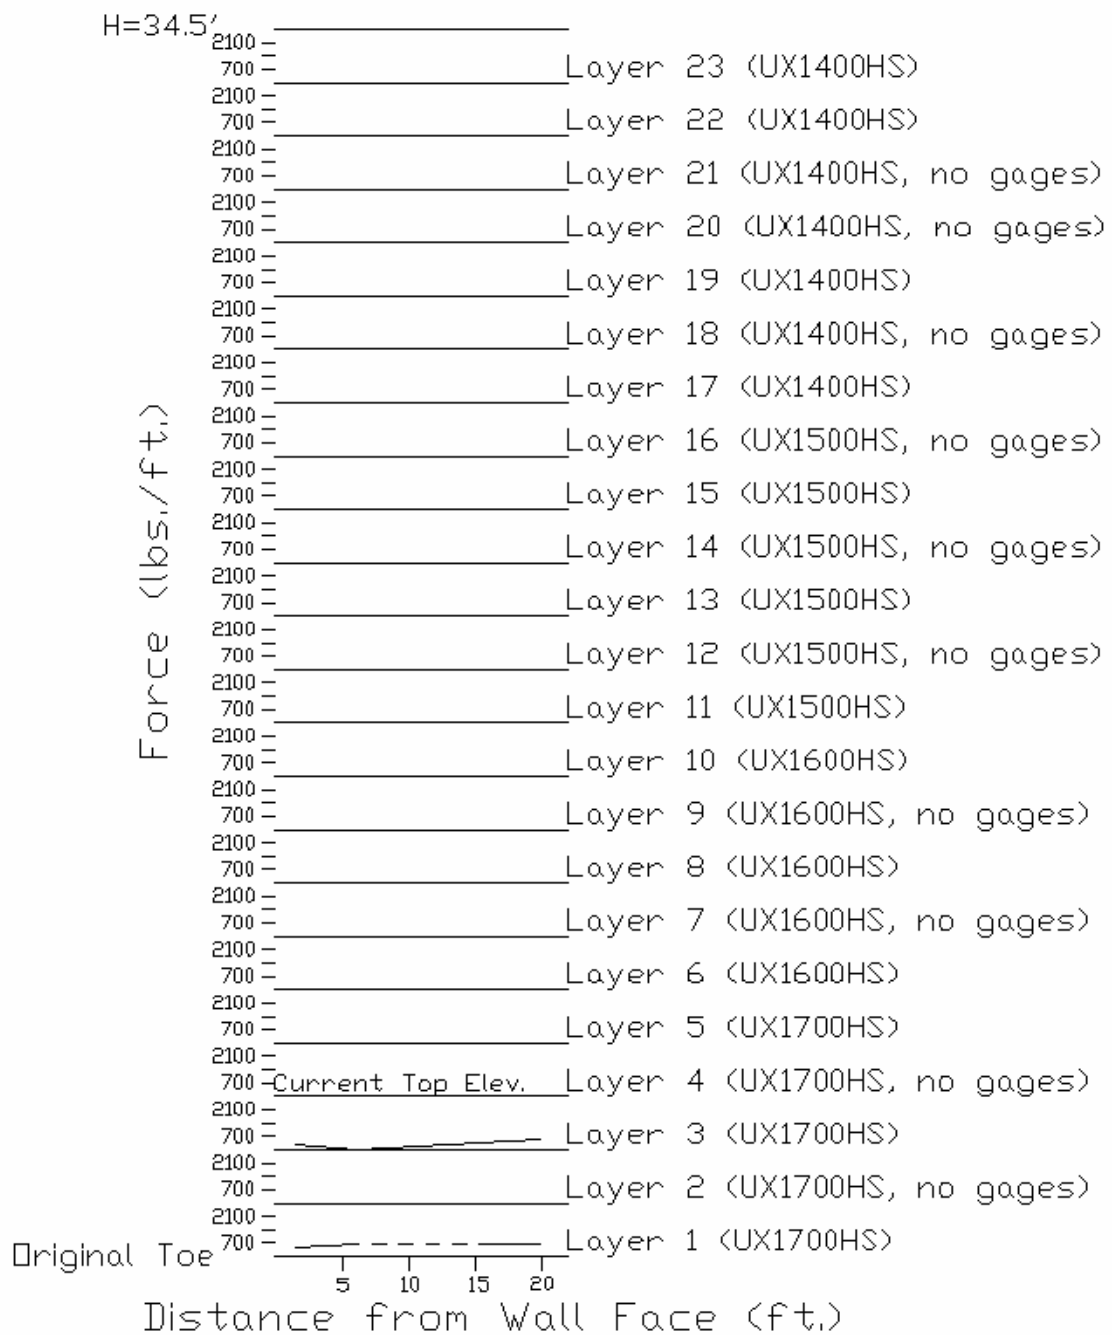 H=34.5'
2100
700
Layer 23 (UX1400HS)
2100
700
Layer 22 (UX1400HS)
2100
700
Layer 21 (UX1400HS, no gages)
2100
700
Layer 20 (UX1400HS, no gages)
2100
700
Layer 19 (UX1400HS)
2100
700
Layer 18 (UX1400HS, no gages)
2100
700
Layer 17 (UX1400HS)
2100
700
Layer 16 (UX1500HS, no gages)
2100
700
Layer 15 (UX1500HS)
2100
700
Layer 14 (UX1500HS, no gages)
2100
700
Layer 13 (UX1500HS)
2100
700
Layer 12 (UX1500HS, no gages)
2100
700
Layer 11 (UX1500HS)
2100
700
Layer 10 (UX1600HS)
2100
700
Layer 9 (UX1600HS, no gages)
2100
700
Layer 8 (UX1600HS)
2100
700
Layer 7 (UX1600HS, no gages)
2100
700
Layer 6 (UX1600HS)
2100
700
Layer 5 (UX1700HS)
2100
700
Current Top Elev.
Layer 4 (UX1700HS, no gages)
2100
700
Layer 3 (UX1700HS)
2100
700
Layer 2 (UX1700HS, no gages)
2100
700
Layer 1 (UX1700HS)
Original Toe
Force (lbs./ft.)
5 10 15 20
Distance from Wall Face (ft.)